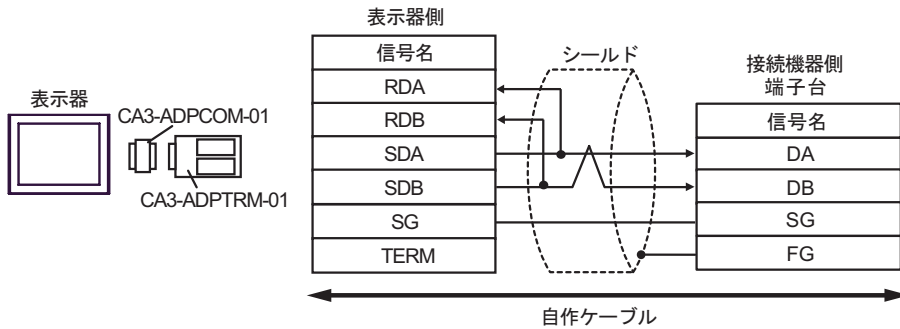 表示器
CA3-ADPCOM-01
CA3-ADPTRM-01
表示器側
信号名
RDA
RDB
SDA
SDB
SG
TERM
シールド
接続機器側
端子台
信号名
DA
DB
SG
FG
自作ケーブル